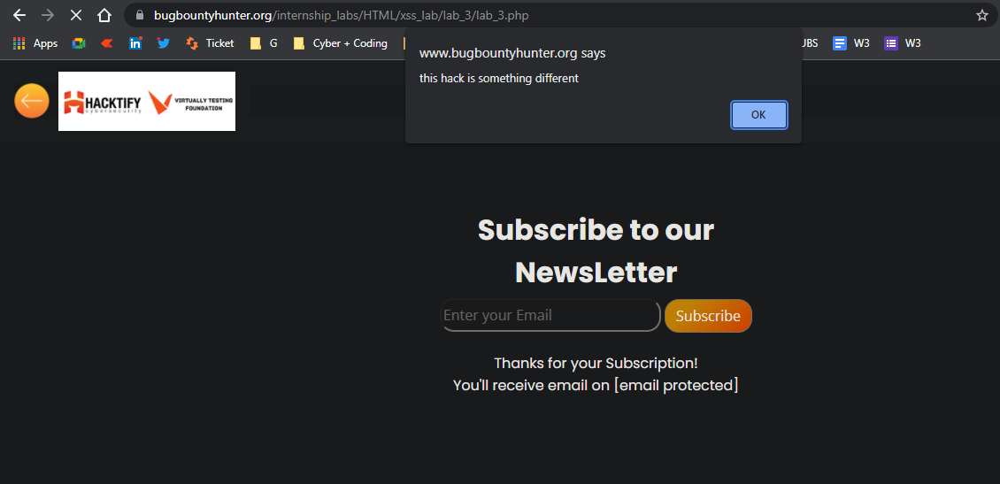 bugbountyhunter.org/internship_labs/HTML/xss_lab/lab_3/lab_3.php
Apps Ticket G Cyber + Coding W3 W3
www.bugbountyhunter.org says
this hack is something different
OK
HACKTIFY
cybersecurity
VIRTUALLY TESTING
FOUNDATION
Subscribe to our
NewsLetter
Enter your Email Subscribe
Thanks for your Subscription!
You'll receive email on [email protected]